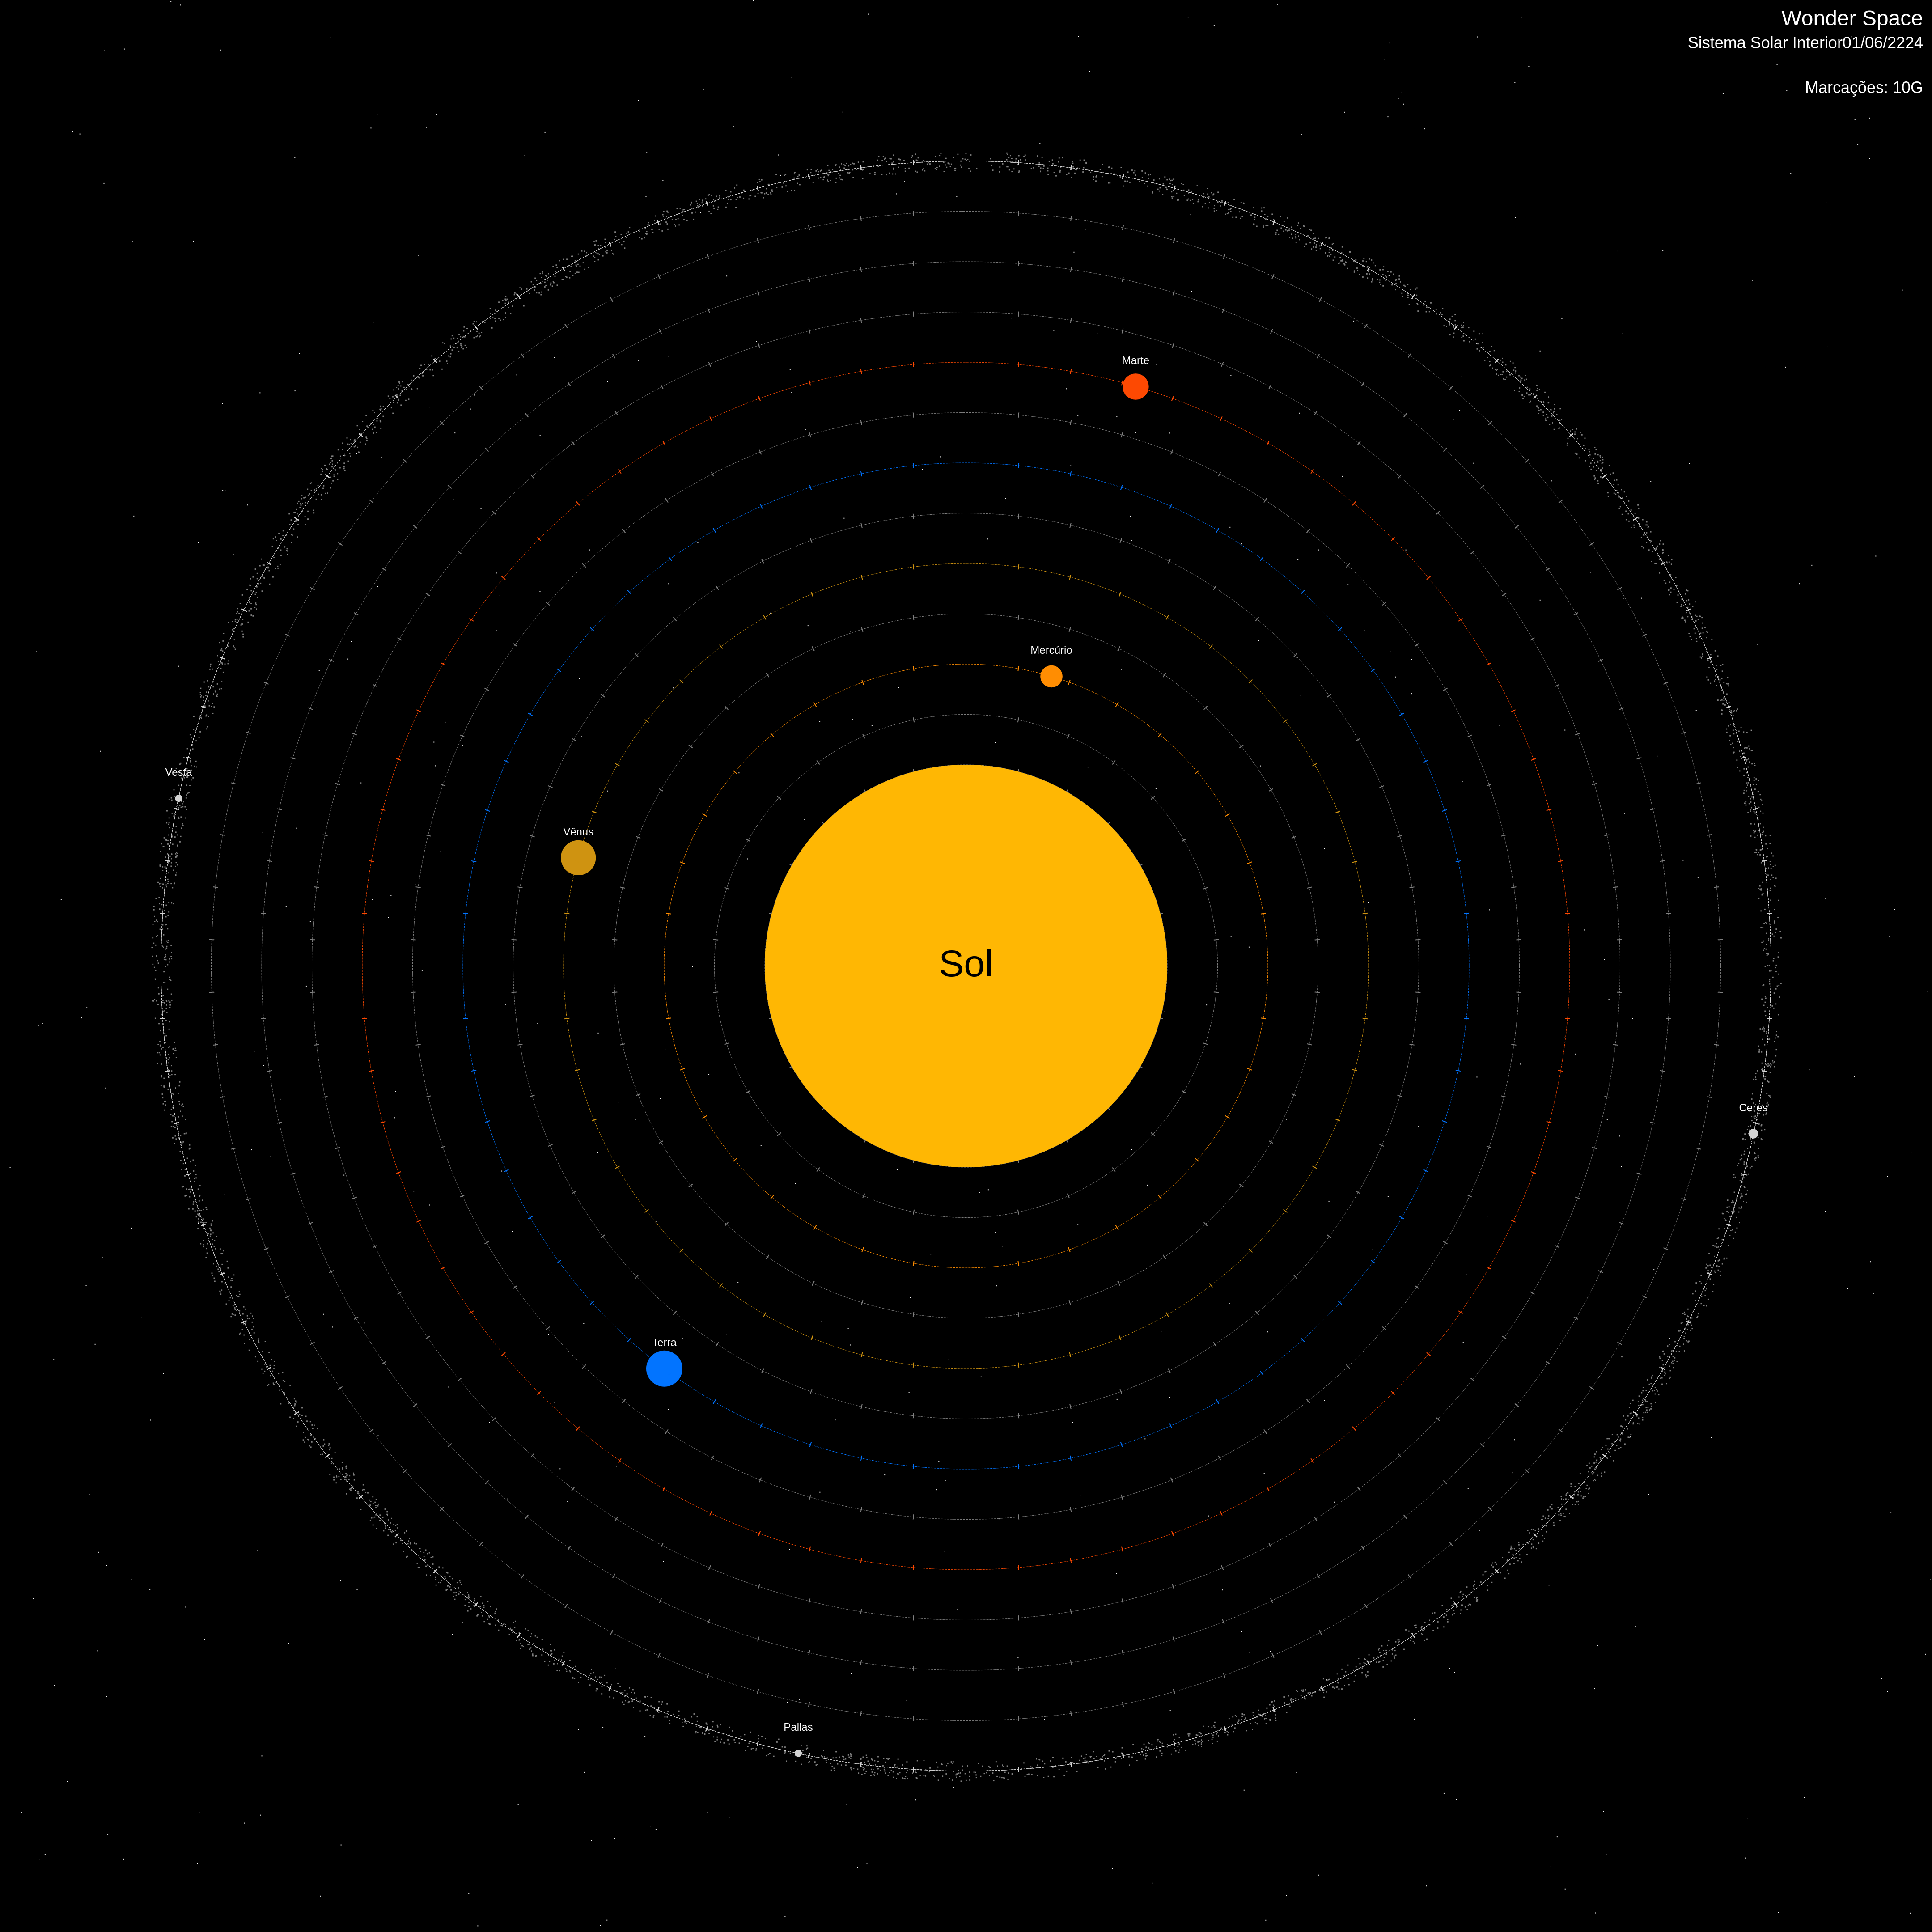 Wonder Space
Sistema Solar Interior01/06/2224
Marcações: 10G
Marte
Mercúrio
Vesta
Vênus
Sol
Ceres
Terra
Pallas